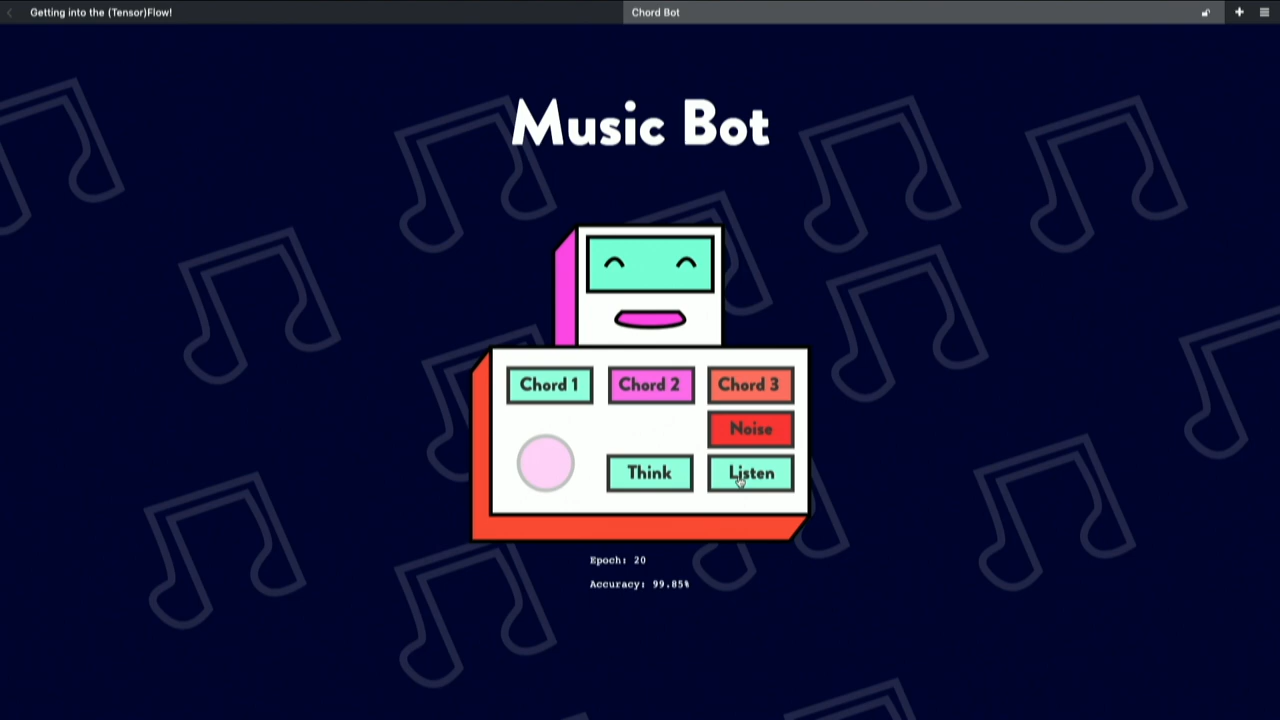 Getting into the (Tensor)Flow!
Chord Bot
Music Bot
Chord 1
Chord 2
Chord 3
Noise
Think
Listen
Epoch: 20
Accuracy: 99.85%